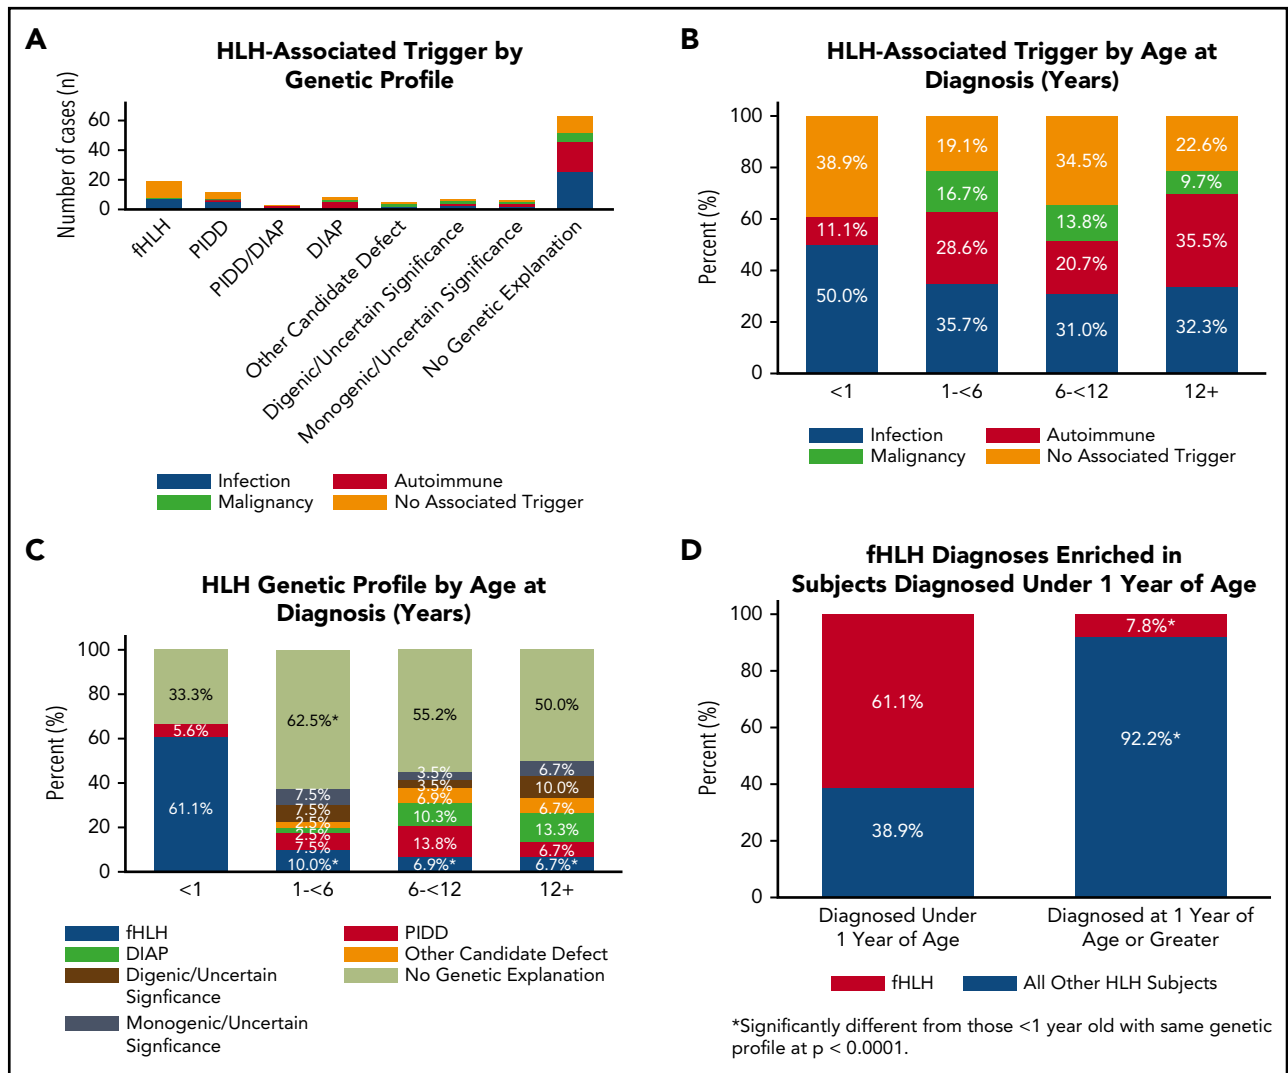 A
HLH-Associated Trigger by
Genetic Profile
Number of cases (n)
60
40
20
0
fHLH
PIDD
PIDD/DIAP
DIAP
Other Candidate Defect
Digenic/Uncertain Significance
Monogenic/Uncertain Significance
No Genetic Explanation
Infection
Autoimmune
Malignancy
No Associated Trigger
B
HLH-Associated Trigger by Age at
Diagnosis (Years)
Percent (%)
100
80
60
40
20
0
38.9%
11.1%
50.0%
19.1%
16.7%
28.6%
35.7%
34.5%
13.8%
20.7%
31.0%
22.6%
9.7%
35.5%
32.3%
<1
1-<6
6-<12
12+
Infection
Autoimmune
Malignancy
No Associated Trigger
C
HLH Genetic Profile by Age at
Diagnosis (Years)
Percent (%)
100
80
60
40
20
0
33.3%
5.6%
61.1%
62.5%*
7.5%
7.5%
2.5%
2.5%
7.5%
10.0%*
55.2%
3.5%
3.5%
6.9%
10.3%
13.8%
6.9%*
50.0%
6.7%
10.0%
6.7%
13.3%
6.7%
6.7%*
<1
1-<6
6-<12
12+
fHLH
PIDD
DIAP
Other Candidate Defect
Digenic/Uncertain
Signficance
No Genetic Explanation
Monogenic/Uncertain
Signficance
D
fHLH Diagnoses Enriched in
Subjects Diagnosed Under 1 Year of Age
Percent (%)
100
80
60
40
20
0
61.1%
38.9%
7.8%*
92.2%*
Diagnosed Under
1 Year of Age
Diagnosed at 1 Year of
Age or Greater
fHLH
All Other HLH Subjects
*Significantly different from those <1 year old with same genetic
profile at p < 0.0001.